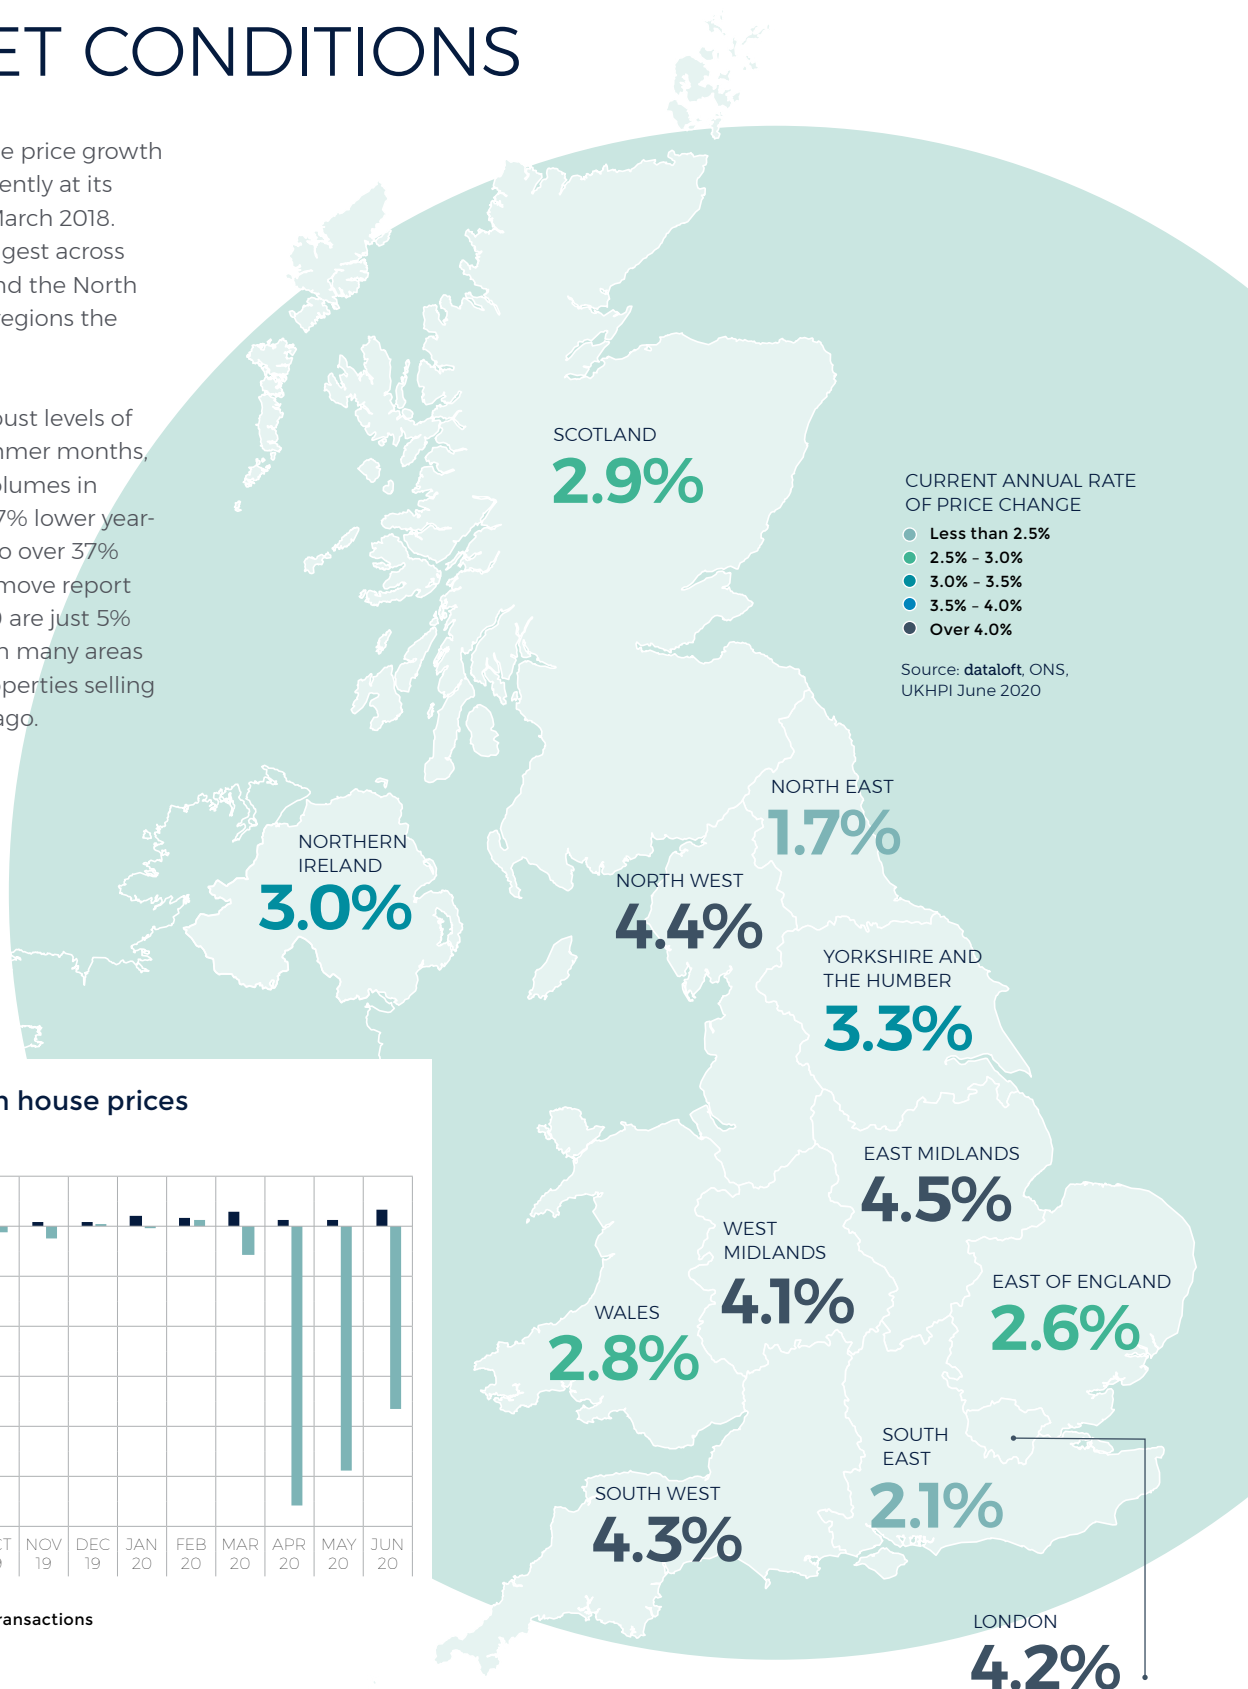 ET CONDITIONS
e price growth
ently at its
March 2018.
gest across
nd the North
regions the
oust levels of
mmer months,
olumes in
7% lower year-
o over 37%
move report
are just 5%
n many areas
operties selling
ago.
SCOTLAND
2.9%
CURRENT ANNUAL RATE
OF PRICE CHANGE
Less than 2.5%
2.5% – 3.0%
3.0% – 3.5%
3.5% – 4.0%
Over 4.0%
Source: dataloft, ONS,
UKHPI June 2020
NORTH EAST
1.7%
NORTHERN
IRELAND
3.0%
NORTH WEST
4.4%
YORKSHIRE AND
THE HUMBER
3.3%
EAST MIDLANDS
4.5%
WEST
MIDLANDS
4.1%
EAST OF ENGLAND
2.6%
WALES
2.8%
SOUTH
EAST
2.1%
SOUTH WEST
4.3%
LONDON
4.2%
n house prices
CT NOV DEC JAN FEB MAR APR MAY JUN
9 19 19 20 20 20 20 20 20
ransactions